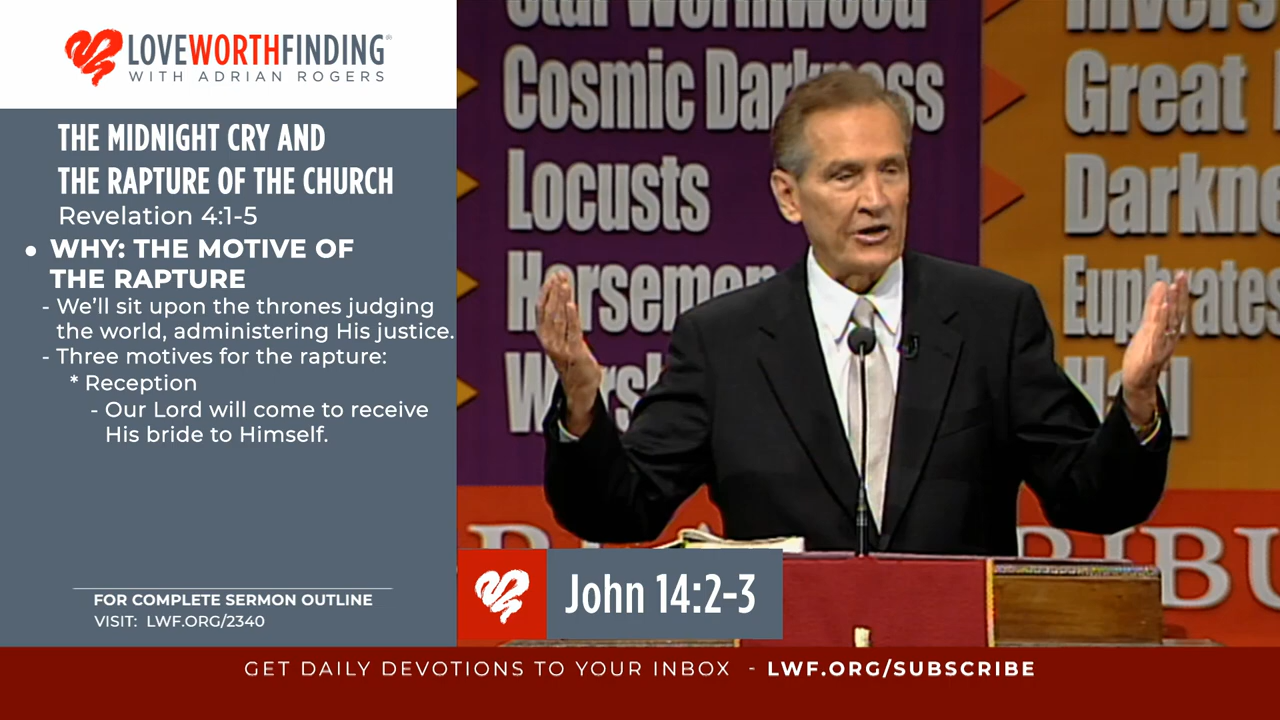 LOVEWORTHFINDING®
WITH ADRIAN ROGERS
THE MIDNIGHT CRY AND
THE RAPTURE OF THE CHURCH
Revelation 4:1-5
• WHY: THE MOTIVE OF
THE RAPTURE
- We'll sit upon the thrones judging
the world, administering His justice.
- Three motives for the rapture:
* Reception
- Our Lord will come to receive
His bride to Himself.
FOR COMPLETE SERMON OUTLINE
VISIT: LWF.ORG/2340
Star Wormwood
Cosmic Darkness
Locusts
Horsemen
Great
Euphrates
Hail
John 14:2-3
GET DAILY DEVOTIONS TO YOUR INBOX - LWF.ORG/SUBSCRIBE